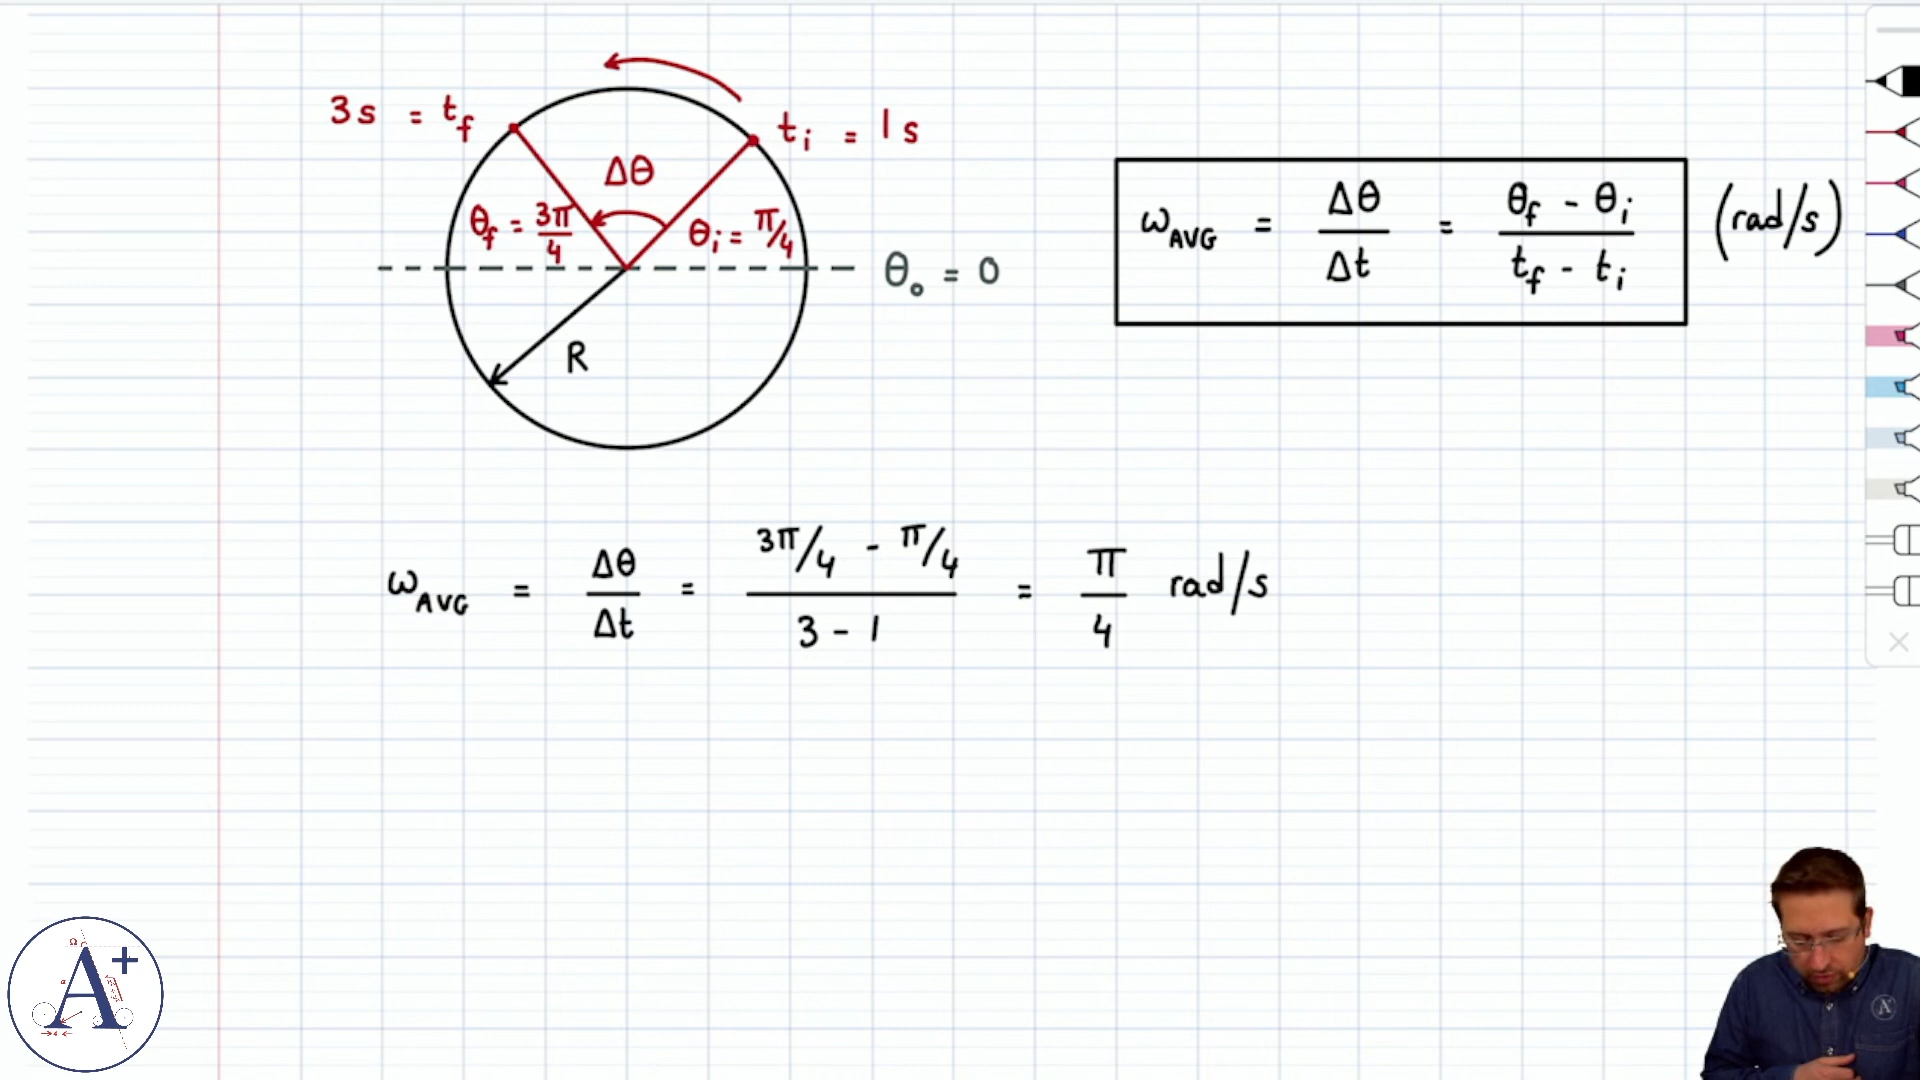 3s = t_f
t_i = 1s
Δθ
θ_f = 3π/4
θ_i = π/4
θ_0 = 0
R
ω_AVG = Δθ/Δt = (θ_f - θ_i)/(t_f - t_i) (rad/s)
ω_AVG = Δθ/Δt = (3π/4 - π/4)/(3 - 1) = π/4 rad/s
A+
A